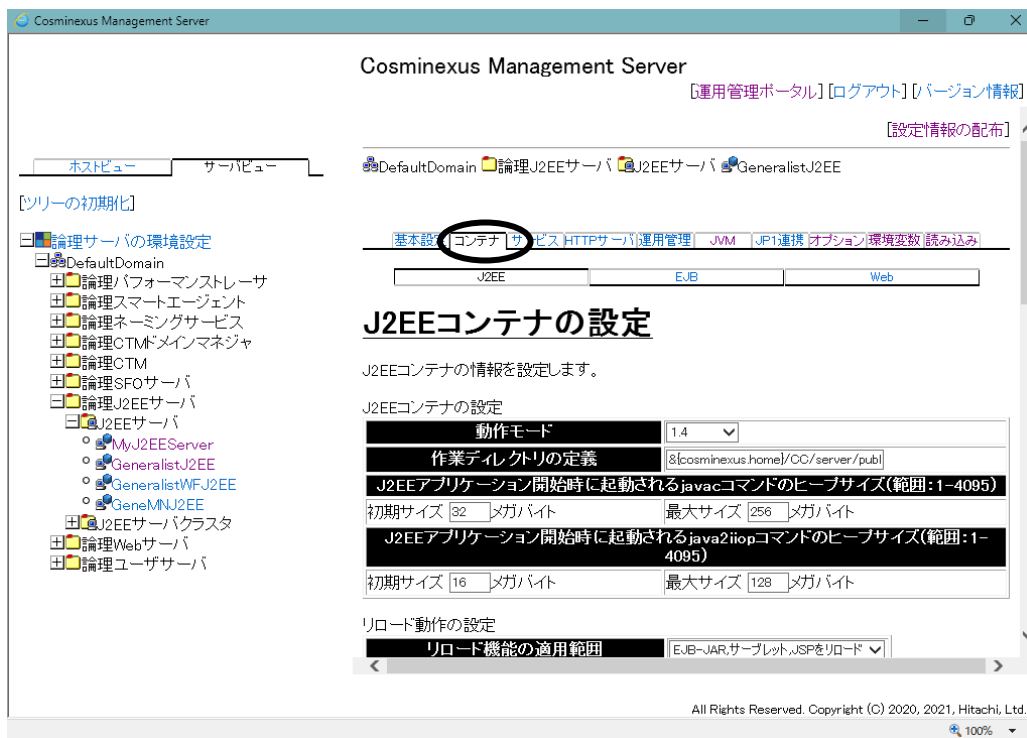 Cosminexus Management Server
Cosminexus Management Server
[運用管理ポータル] [ログアウト] [バージョン情報]
[設定情報の配布]
ホストビュー サーバビュー
DefaultDomain 論理J2EEサーバ J2EEサーバ GeneralistJ2EE
[ツリーの初期化]
論理サーバの環境設定
DefaultDomain
論理パフォーマンストレーサ
論理スマートエージェント
論理ネーミングサービス
論理CTMドメインマネジャ
論理CTM
論理SFOサーバ
論理J2EEサーバ
J2EEサーバ
MyJ2EEServer
GeneralistJ2EE
GeneralistWFJ2EE
GeneMNJ2EE
J2EEサーバクラスタ
論理Webサーバ
論理ユーザサーバ
基本設定 コンテナ サービス HTTPサーバ 運用管理 JVM JP1連携 オプション 環境変数 読み込み
J2EE EJB Web
J2EEコンテナの設定
J2EEコンテナの情報を設定します。
J2EEコンテナの設定
動作モード 1.4
作業ディレクトリの定義 &{cosminexus.home}/CC/server/publ
J2EEアプリケーション開始時に起動されるjavacコマンドのヒープサイズ(範囲:1-4095)
初期サイズ 32 メガバイト 最大サイズ 256 メガバイト
J2EEアプリケーション開始時に起動されるjava2iiopコマンドのヒープサイズ(範囲:1-
4095)
初期サイズ 16 メガバイト 最大サイズ 128 メガバイト
リロード動作の設定
リロード機能の適用範囲 EJB-JAR,サーブレット,JSPをリロード
All Rights Reserved. Copyright (C) 2020, 2021, Hitachi, Ltd.
100%